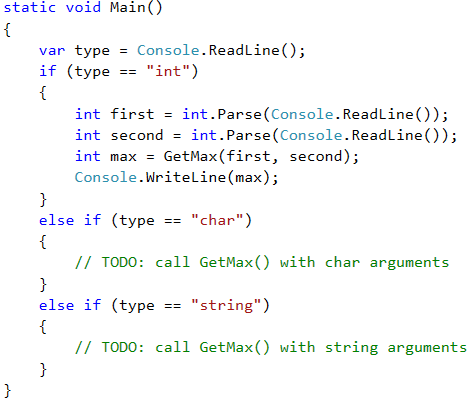 static void Main()
{
    var type = Console.ReadLine();
    if (type == "int")
    {
        int first = int.Parse(Console.ReadLine());
        int second = int.Parse(Console.ReadLine());
        int max = GetMax(first, second);
        Console.WriteLine(max);
    }
    else if (type == "char")
    {
        // TODO: call GetMax() with char arguments
    }
    else if (type == "string")
    {
        // TODO: call GetMax() with string arguments
    }
}